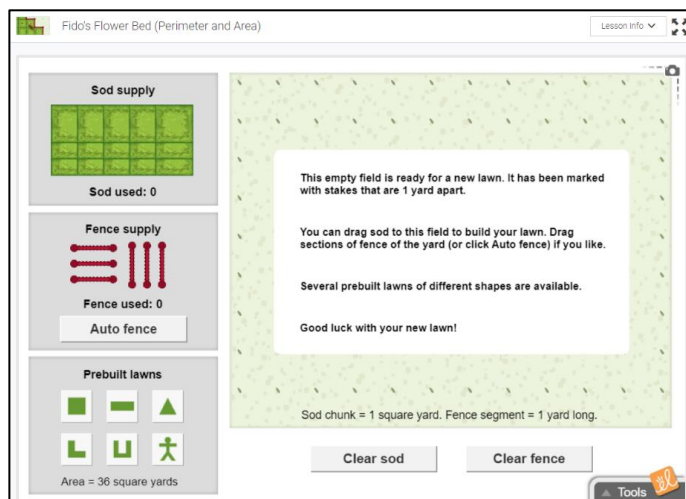 Fido's Flower Bed (Perimeter and Area)
Lesson Info
Sod supply
Sod used: 0
Fence supply
Fence used: 0
Auto fence
Prebuilt lawns
Area = 36 square yards
This empty field is ready for a new lawn. It has been marked
with stakes that are 1 yard apart.
You can drag sod to this field to build your lawn. Drag
sections of fence of the yard (or click Auto fence) if you like.
Several prebuilt lawns of different shapes are available.
Good luck with your new lawn!
Sod chunk = 1 square yard. Fence segment = 1 yard long.
Clear sod
Clear fence
Tools
el